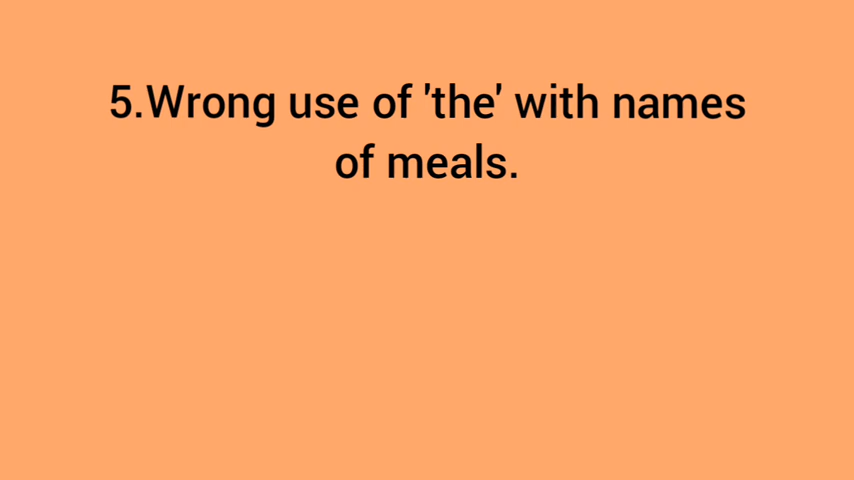 5.Wrong use of 'the' with names
of meals.